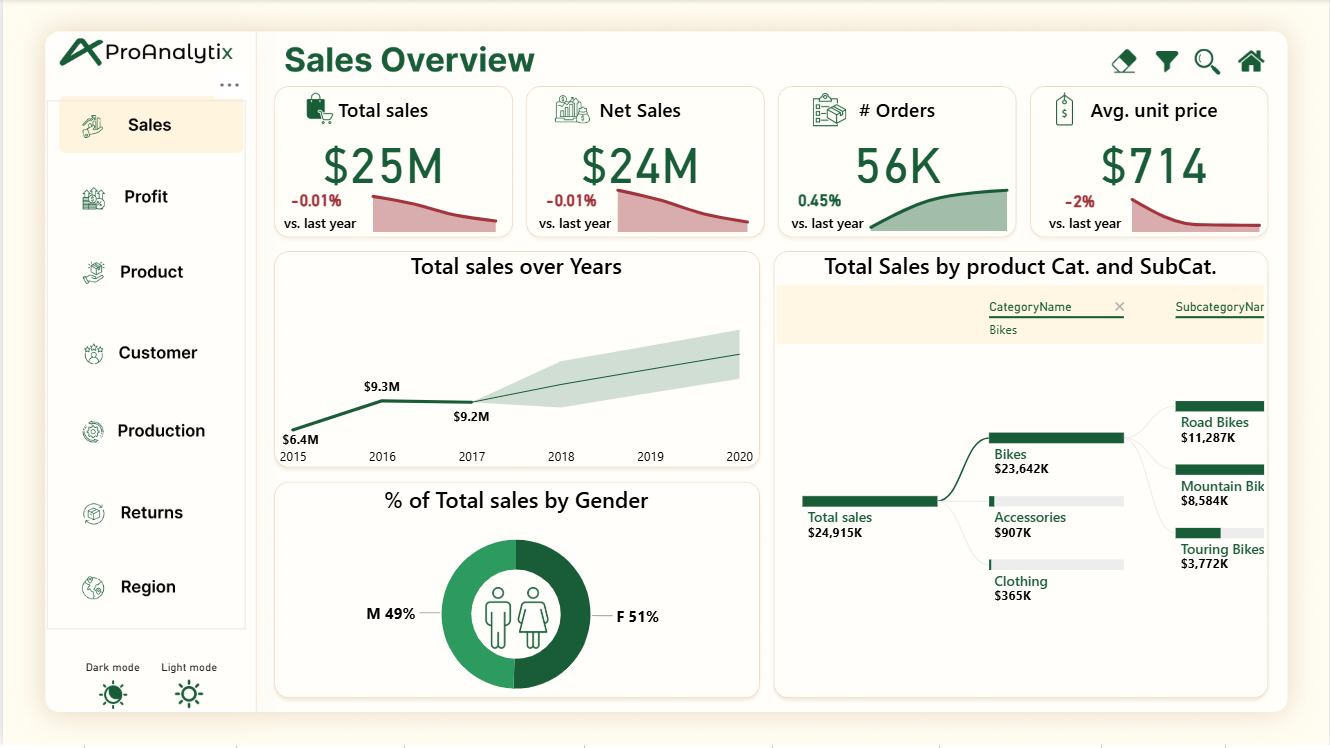 ProAnalytix
...
Sales
Profit
Product
Customer
Production
Returns
Region
Dark mode
Light mode
Sales Overview
Total sales
$25M
-0.01%
vs. last year
Net Sales
$24M
-0.01%
vs. last year
# Orders
56K
0.45%
vs. last year
Avg. unit price
$714
-2%
vs. last year
Total sales over Years
$6.4M
$9.3M
$9.2M
2015 2016 2017 2018 2019 2020
% of Total sales by Gender
M 49%
F 51%
Total Sales by product Cat. and SubCat.
CategoryName
Bikes
SubcategoryNar
Total sales
$24,915K
Bikes
$23,642K
Accessories
$907K
Clothing
$365K
Road Bikes
$11,287K
Mountain Bik
$8,584K
Touring Bikes
$3,772K